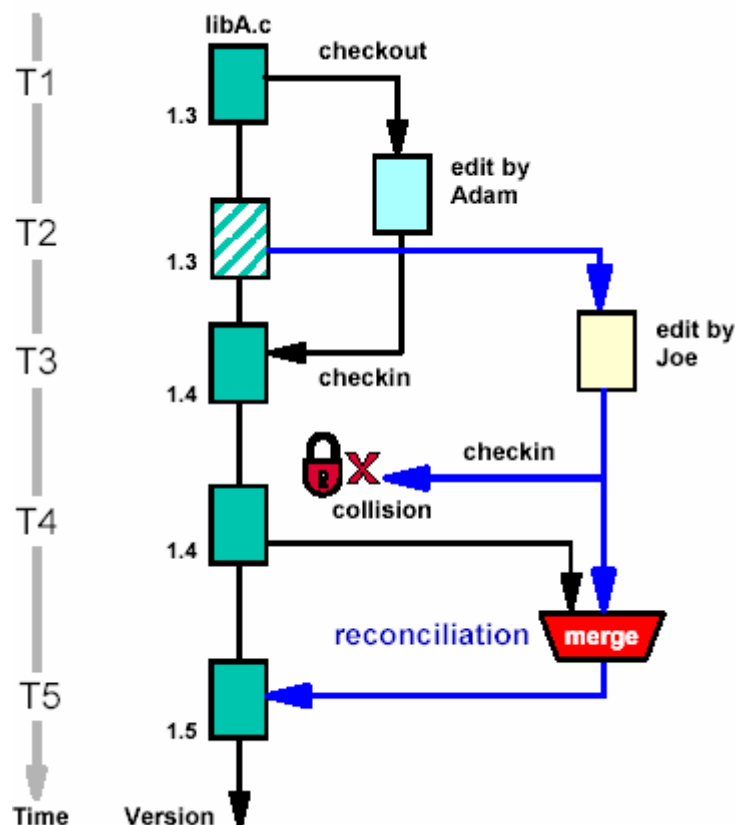 libA.c
checkout
T1
1.3
edit by
Adam
T2
1.3
edit by
Joe
T3
checkin
1.4
checkin
collision
T4
1.4
reconciliation
merge
T5
1.5
Time
Version